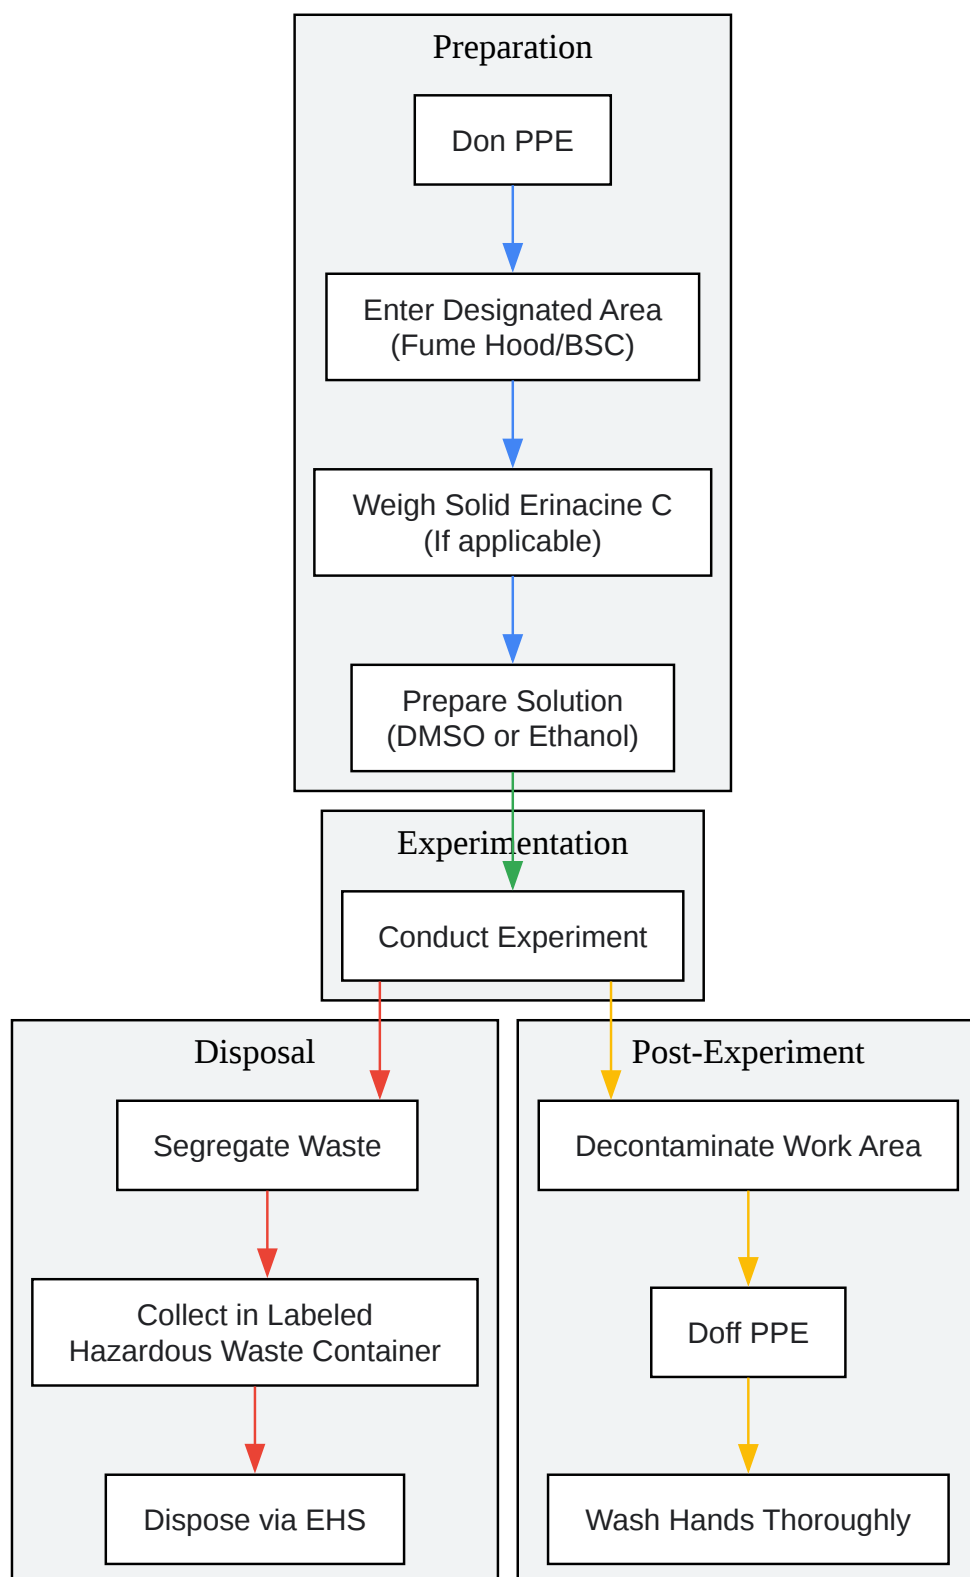 Preparation
Don PPE
Enter Designated Area
(Fume Hood/BSC)
Weigh Solid Erinacine C
(If applicable)
Prepare Solution
(DMSO or Ethanol)
Experimentation
Conduct Experiment
Disposal
Segregate Waste
Collect in Labeled
Hazardous Waste Container
Dispose via EHS
Post-Experiment
Decontaminate Work Area
Doff PPE
Wash Hands Thoroughly